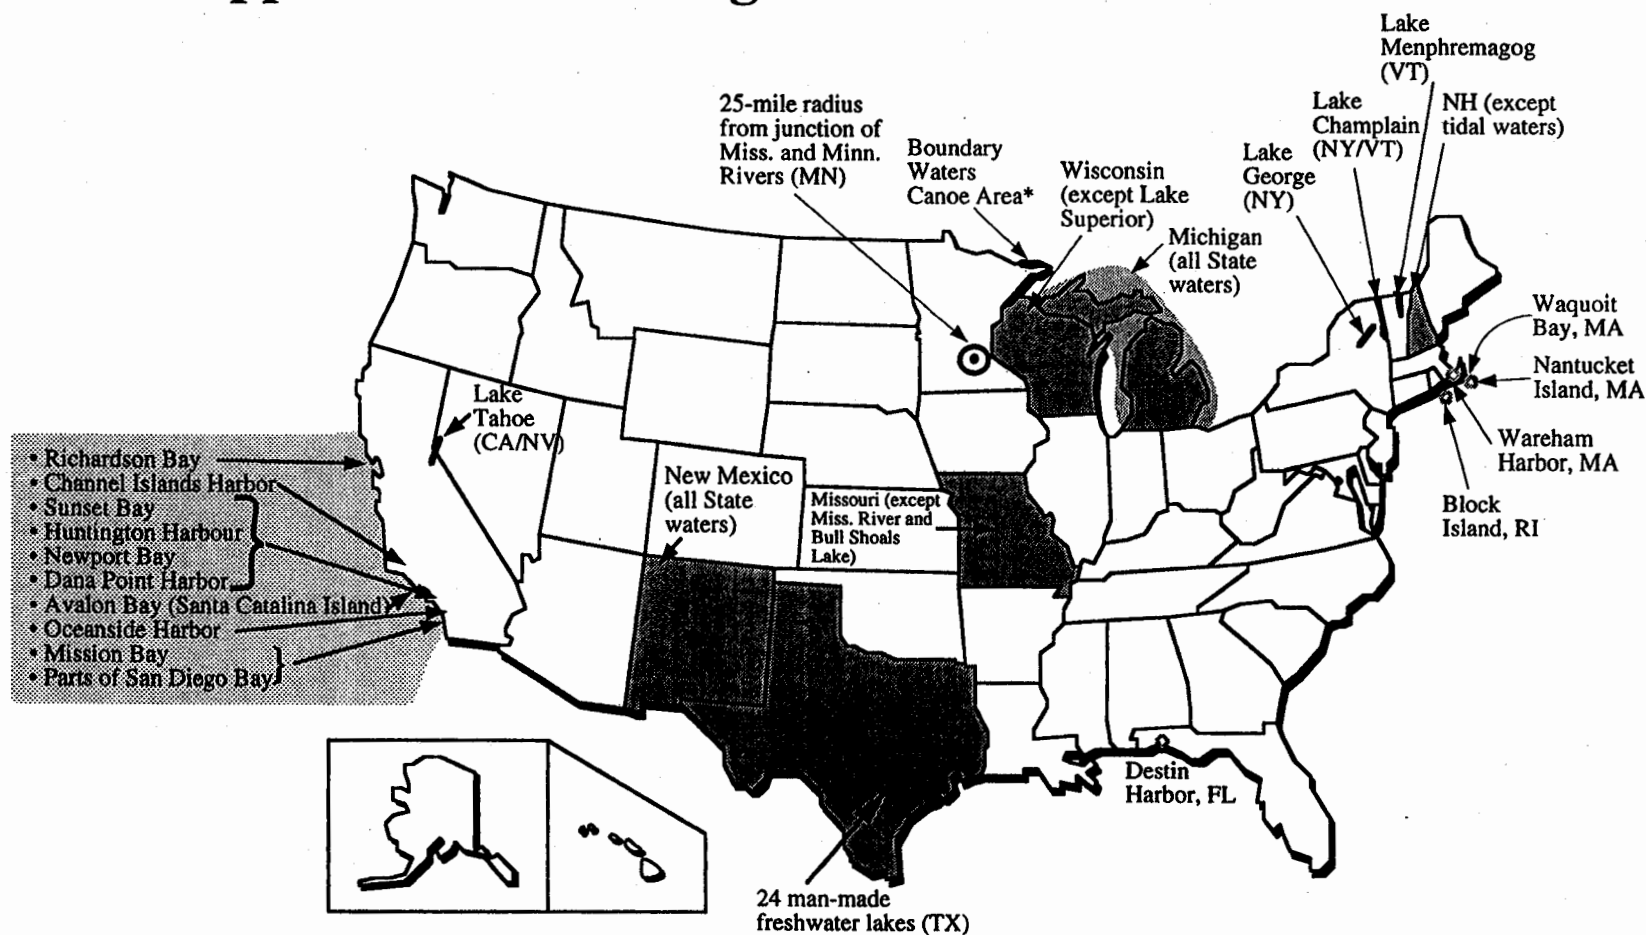 Lake
Menphremagog
(VT)
25-mile radius
from junction of
Miss. and Minn.
Rivers (MN)
Boundary
Waters
Canoe Area*
Wisconsin
(except Lake
Superior)
Michigan
(all State
waters)
Lake
George
(NY)
Lake
Champlain
(NY/VT)
NH (except
tidal waters)
Waquoit
Bay, MA
Nantucket
Island, MA
Wareham
Harbor, MA
Block
Island, RI
Lake
Tahoe
(CA/NV)
• Richardson Bay
• Channel Islands Harbor
• Sunset Bay
• Huntington Harbour
• Newport Bay
• Dana Point Harbor
• Avalon Bay (Santa Catalina Island)
• Oceanside Harbor
• Mission Bay
• Parts of San Diego Bay
New Mexico
(all State
waters)
Missouri (except
Miss. River and
Bull Shoals
Lake)
Destin
Harbor, FL
24 man-made
freshwater lakes (TX)